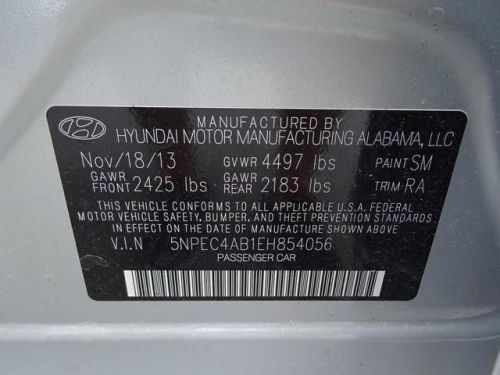 MANUFACTURED BY
HYUNDAI MOTOR MANUFACTURING ALABAMA, LLC
Nov/18/13 GVWR 4497 lbs PAINT SM
GAWR FRONT 2425 lbs GAWR REAR 2183 lbs TRIM RA
THIS VEHICLE CONFORMS TO ALL APPLICABLE U.S.A. FEDERAL
MOTOR VEHICLE SAFETY, BUMPER, AND THEFT PREVENTION STANDARDS
IN EFFECT ON THE DATE OF MANUFACTURE SHOWN ABOVE
V.I.N 5NPEC4AB1EH854056
PASSENGER CAR